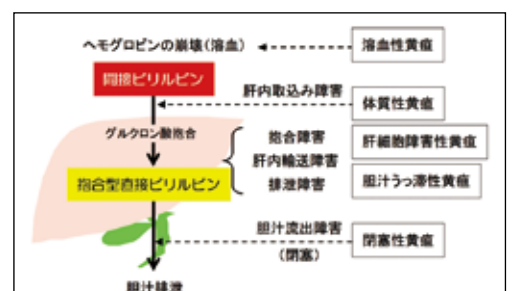 ヘモグロビンの崩壊(溶血)
溶血性黄疸
間接ビリルビン
肝内取込み障害
体質性黄疸
グルクロン酸抱合
抱合障害
肝細胞障害性黄疸
肝内輸送障害
抱合型直接ビリルビン
排泄障害
胆汁うっ滞性黄疸
胆汁流出障害
(閉塞)
閉塞性黄疸
胆汁排泄